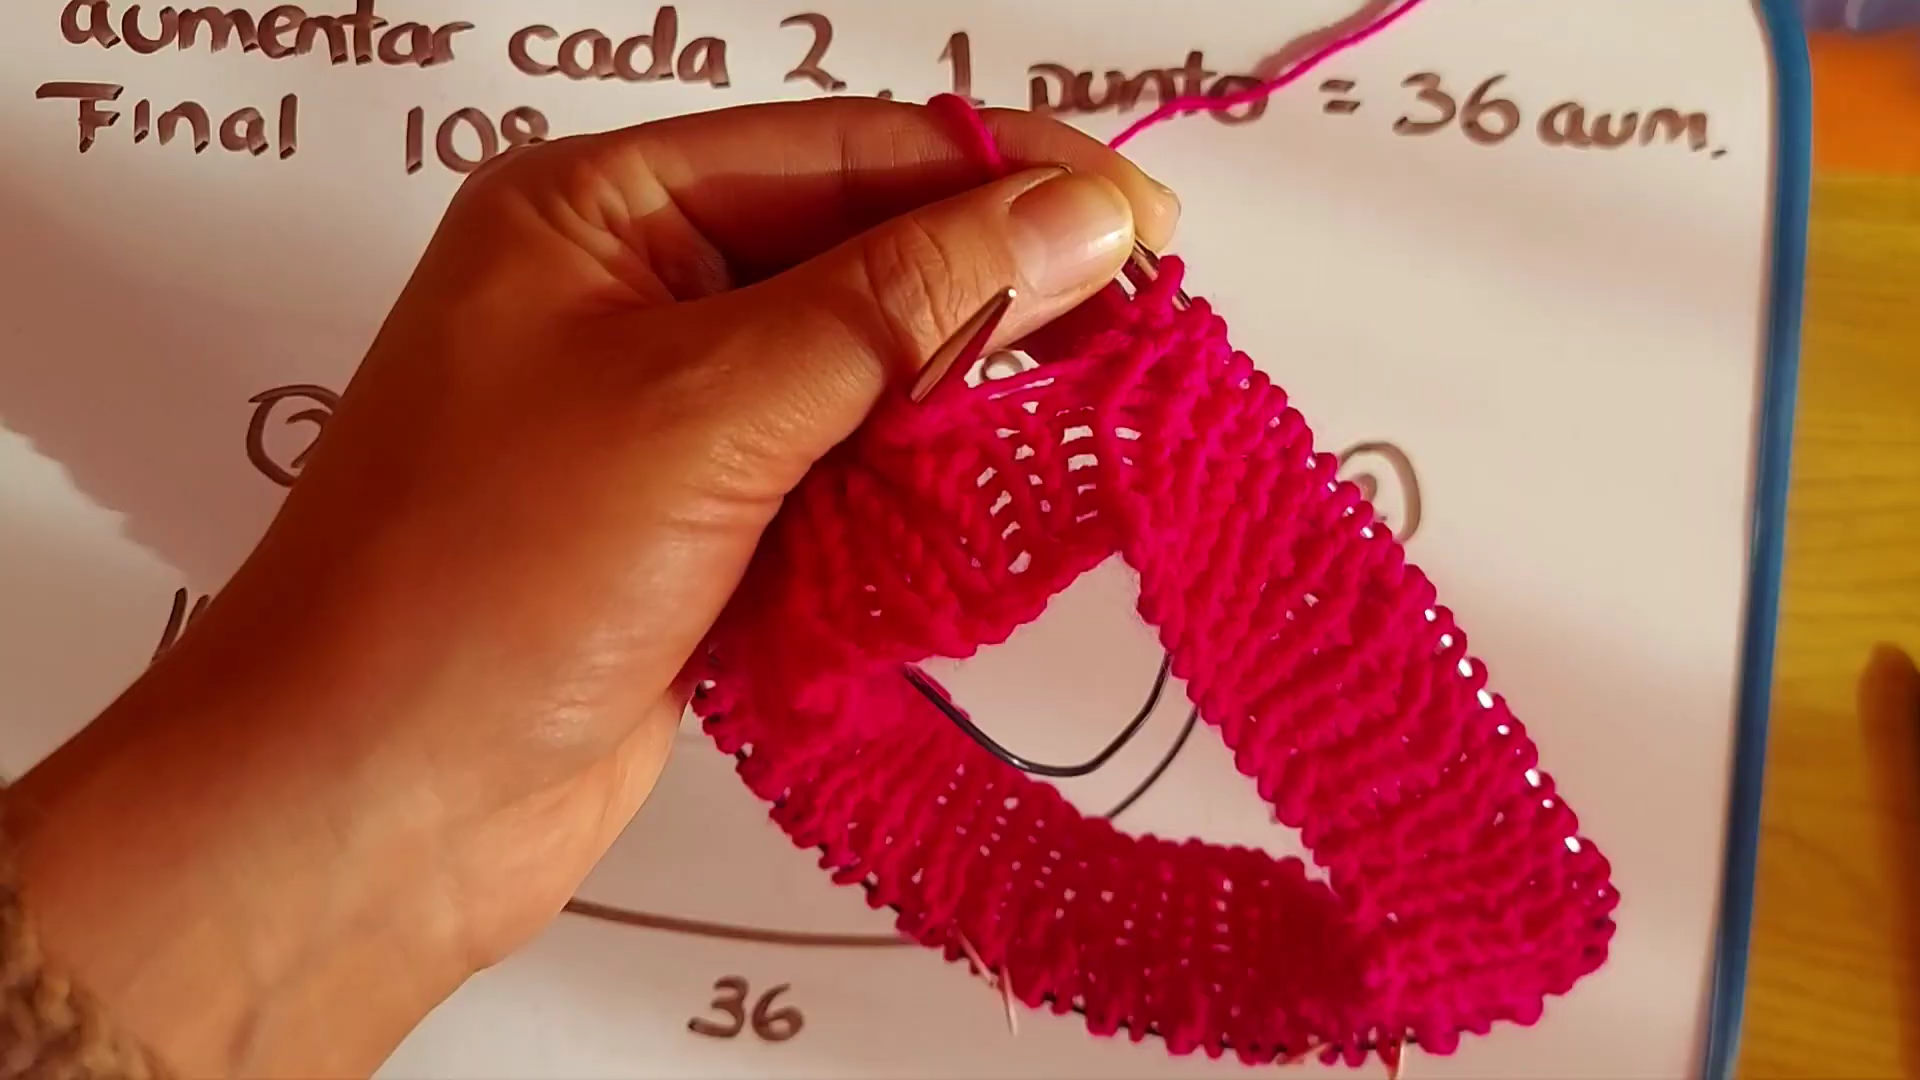 aumentar cada 2, 1 punto = 36 aum.
Final 108
36